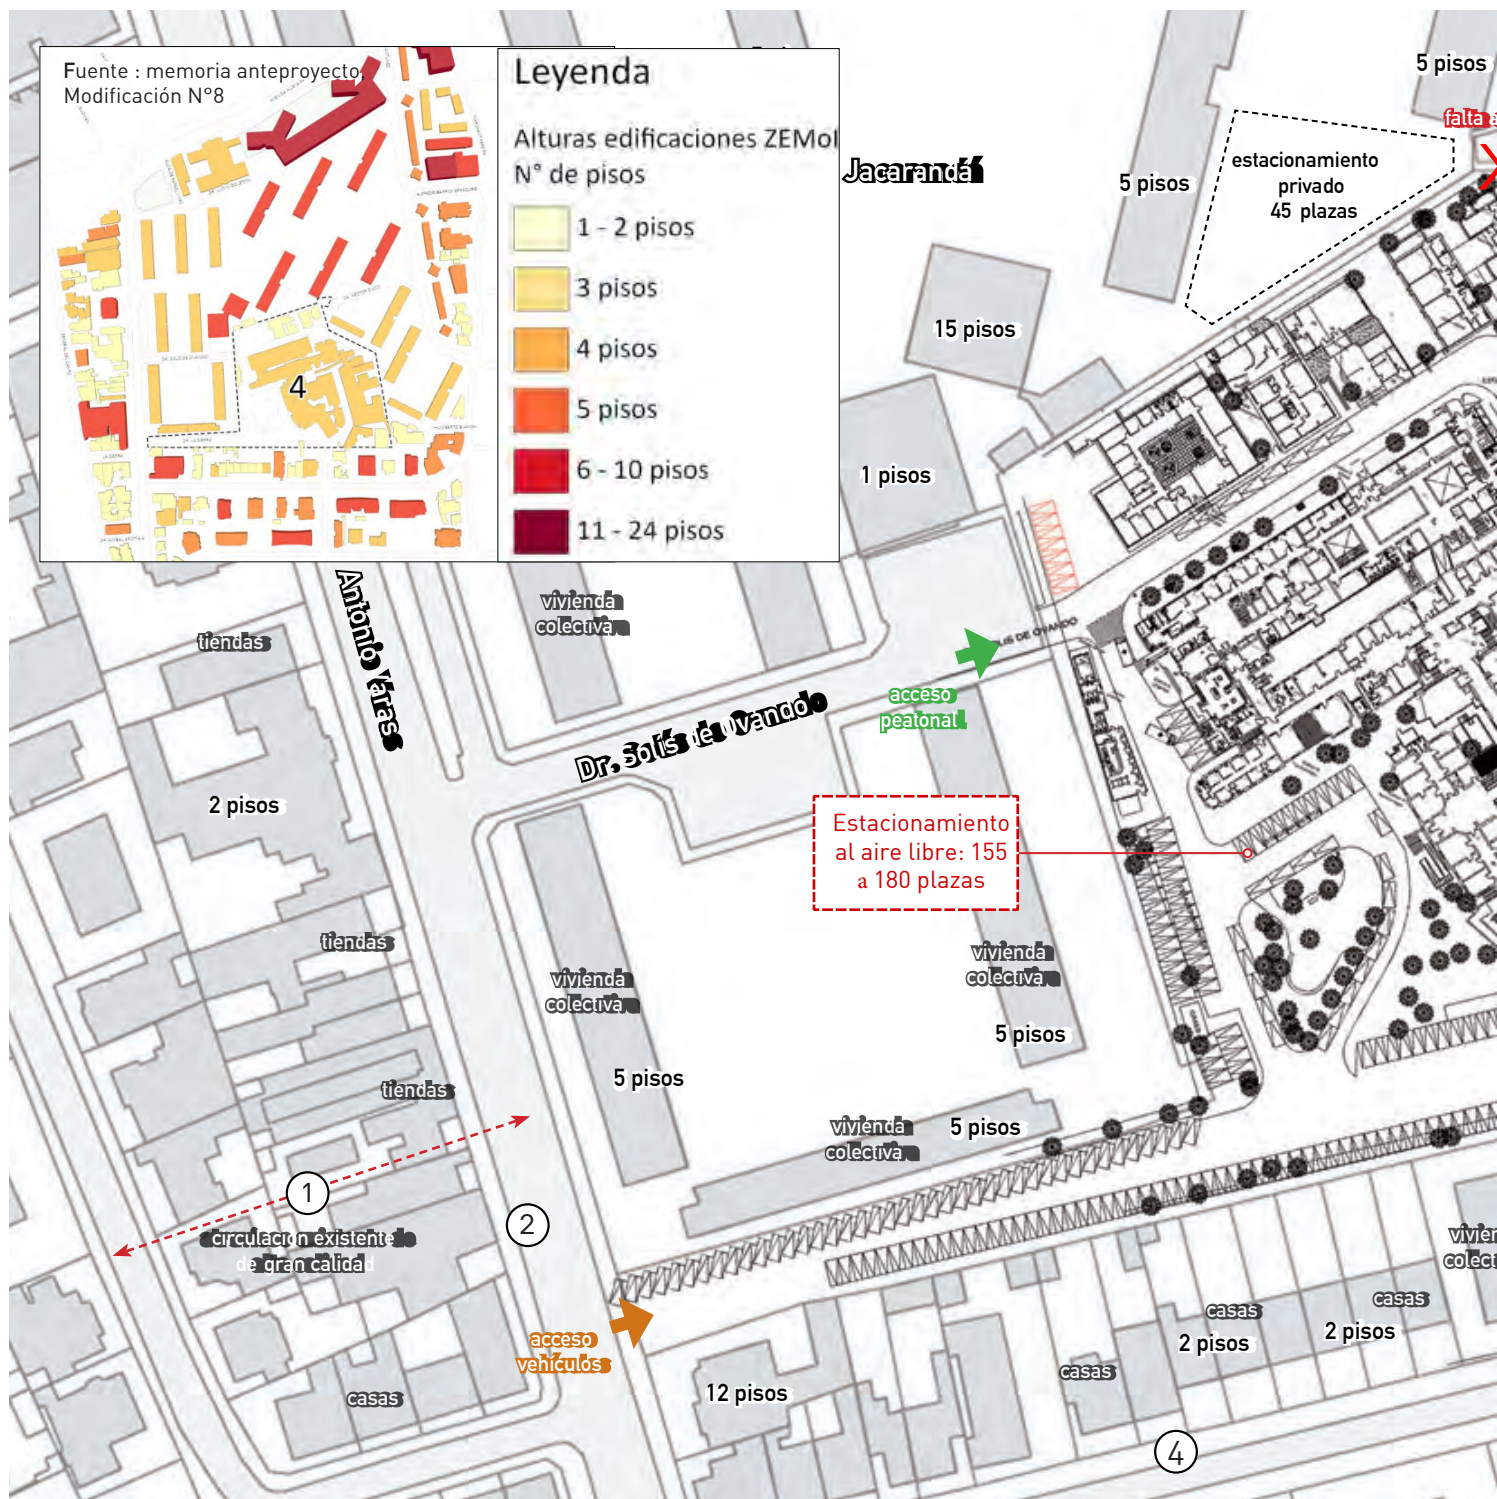 Fuente : memoria anteproyecto
Modificación N°8
4
Leyenda
Alturas edificaciones ZEMol
N° de pisos
1 - 2 pisos
3 pisos
4 pisos
5 pisos
6 - 10 pisos
11 - 24 pisos
Jacarandá
5 pisos
falta
estacionamiento
privado
45 plazas
5 pisos
15 pisos
1 pisos
vivienda
colectiva
tiendas
Antonio Varas
acceso
peatonal
Dr. Solís de Ovando
2 pisos
Estacionamiento
al aire libre: 155
a 180 plazas
tiendas
vivienda
colectiva
vivienda
colectiva
5 pisos
5 pisos
tiendas
vivienda
colectiva
5 pisos
1
2
circulación existente
de gran calidad
acceso
vehículos
casas
12 pisos
casas
casas
2 pisos
casas
2 pisos
4